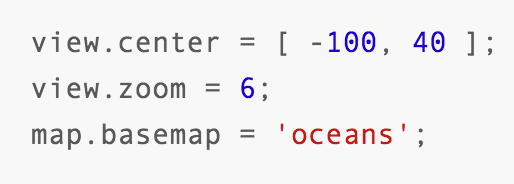 view.center = [ -100, 40 ];
view.zoom = 6;
map.basemap = 'oceans';